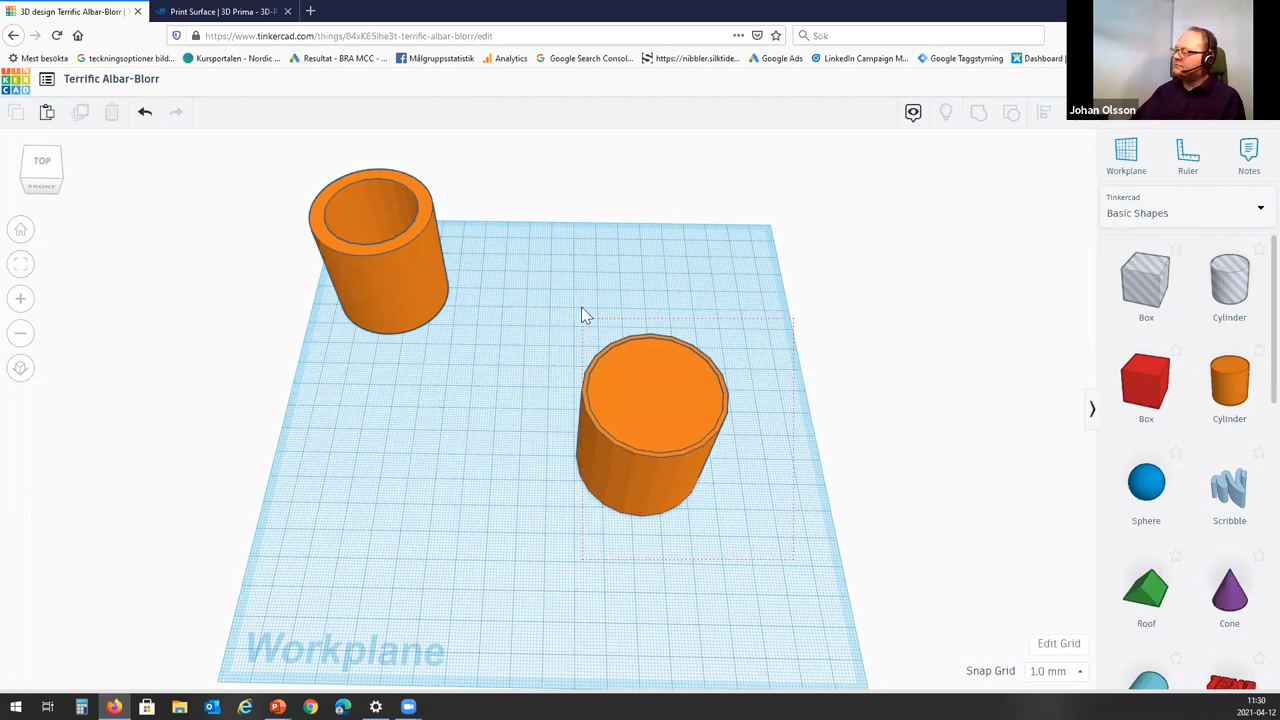 3D design Terrific Albar-Blorr | T
Print Surface | 3D Prima - 3D-P
https://www.tinkercad.com/things/84xK65lhe3t-terrific-albar-blorr/edit
Sök
Mest besökta
teckningsoptioner bild...
Kursportalen - Nordic ...
Resultat - BRA MCC - ...
Målgruppsstatistik
Analytics
Google Search Consol...
https://nibbler.silktide...
Google Ads
LinkedIn Campaign M...
Google Taggstyrning
Dashboard |
Johan Olsson
TIN
KER
CAD
Terrific Albar-Blorr
TOP
FRONT
Workplane
Ruler
Notes
Tinkercad
Basic Shapes
Box
Cylinder
Box
Cylinder
Sphere
Scribble
Roof
Cone
Workplane
Edit Grid
Snap Grid
1.0 mm
11:30
2021-04-12